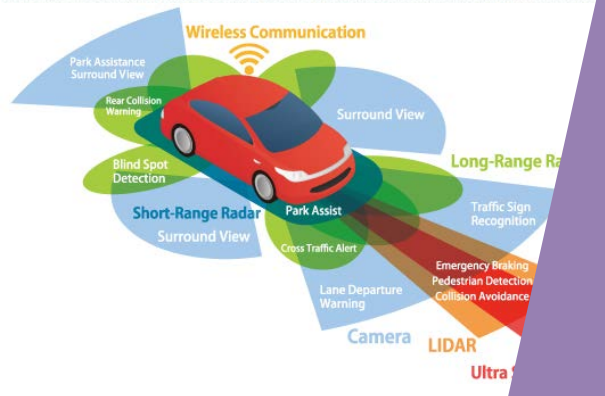 Wireless Communication
Park Assistance
Surround View
Rear Collision
Warning
Surround View
Blind Spot
Detection
Long-Range
Short-Range Radar
Park Assist
Traffic Sign
Recognition
Surround View
Cross Traffic Alert
Emergency Braking
Pedestrian Detection
Collision Avoidance
Lane Departure
Warning
Camera
LIDAR
Ultra